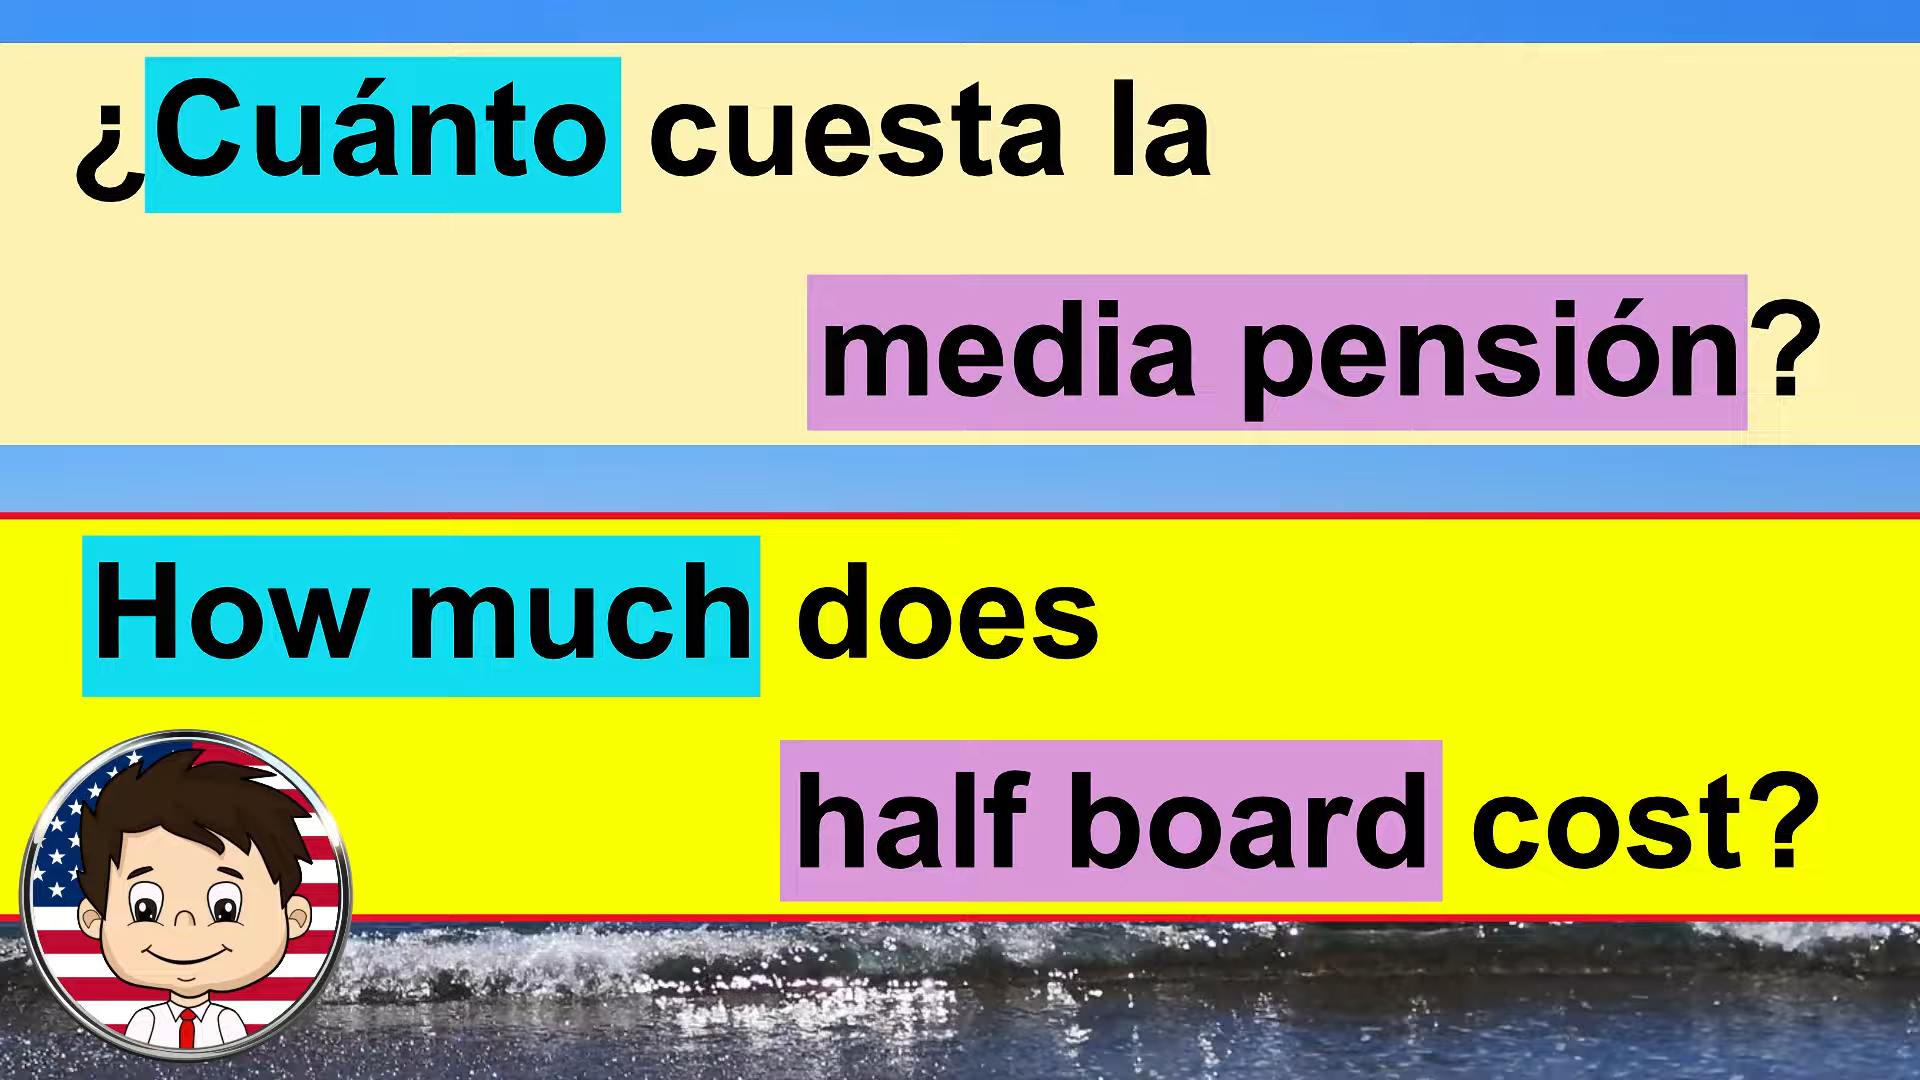 ¿Cuánto cuesta la
media pensión?
How much does
half board cost?